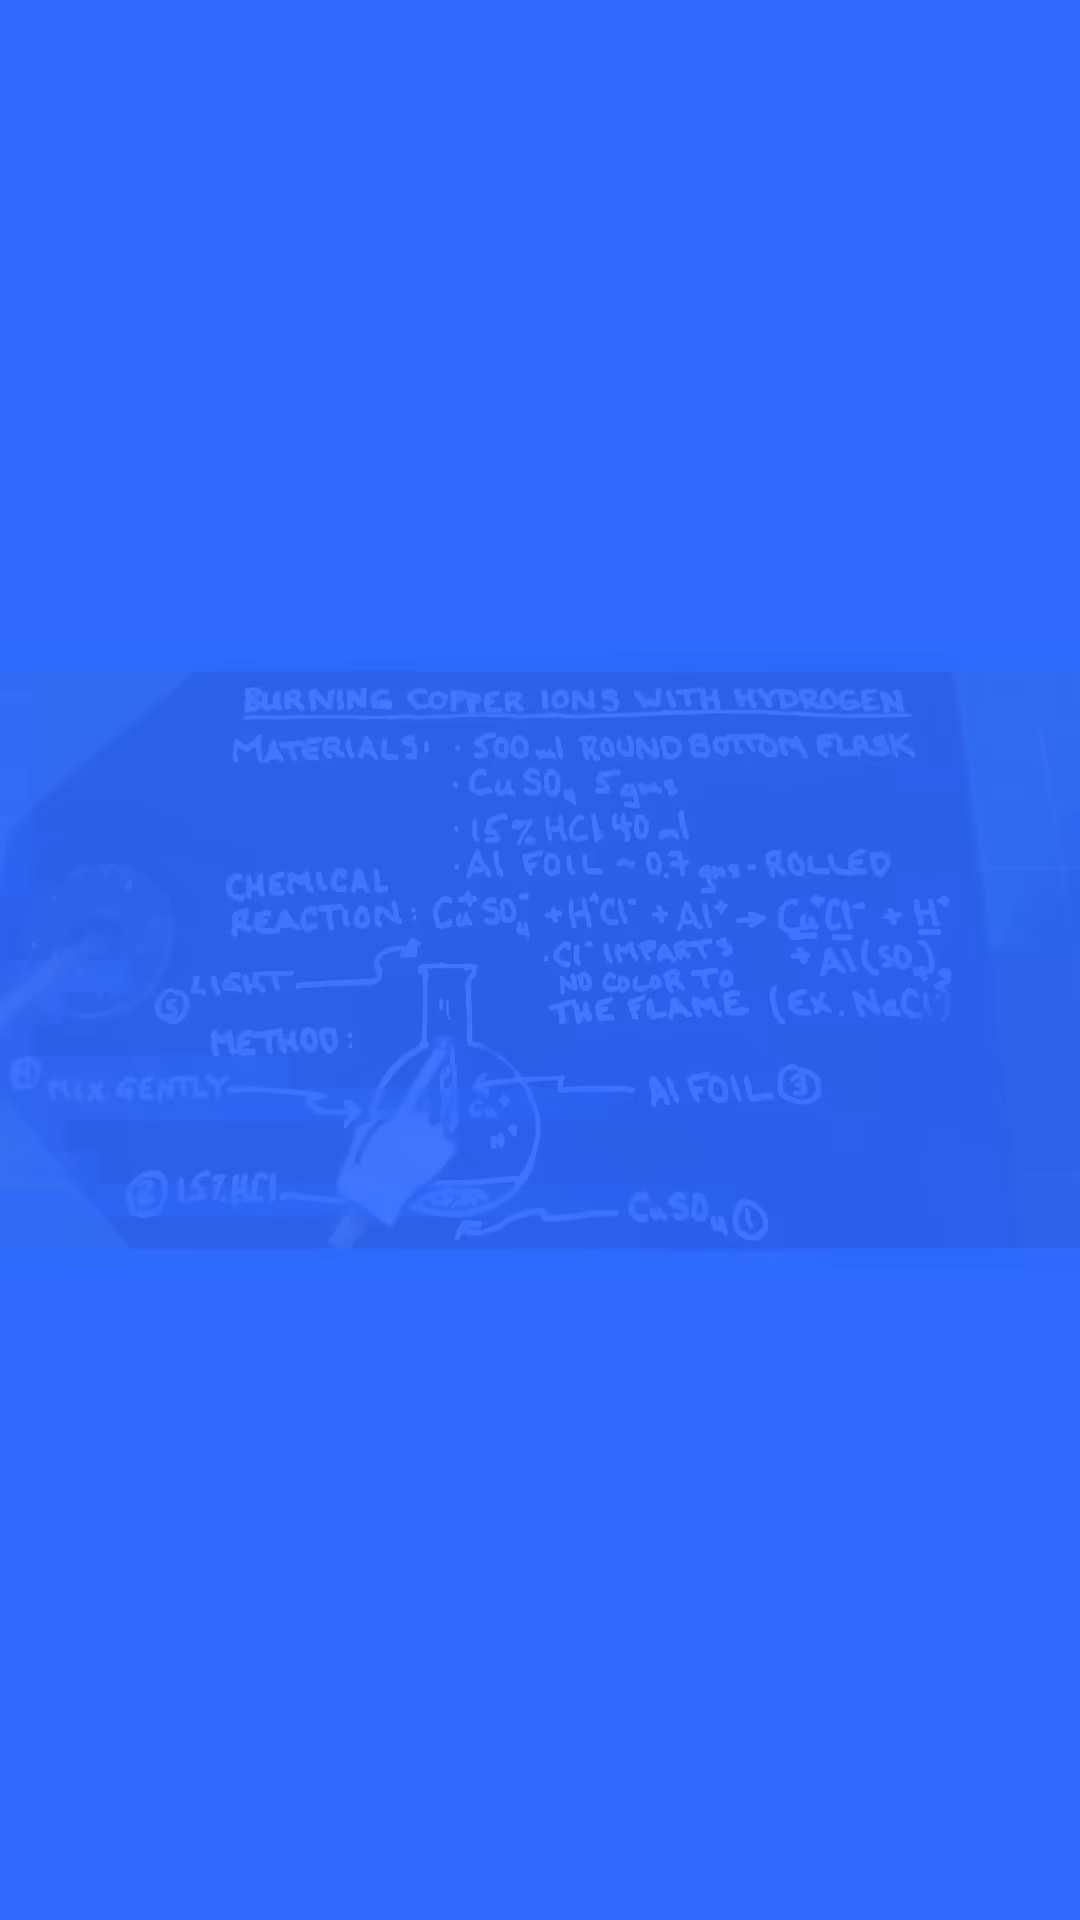 BURNING COPPER IONS WITH HYDROGEN
MATERIALS: · 500 ml ROUND BOTTOM FLASK
· CuSO₄ 5 gms
· 15% HCl 40 ml
· Al FOIL ~ 0.7 gms - ROLLED
CHEMICAL
REACTION: Cu⁺SO₄⁻ + H⁺Cl⁻ + Al⁺ → Cu⁺Cl⁻ + H⁺
+ Al(SO₄)₃
· Cl⁻ IMPARTS
NO COLOR TO
THE FLAME (EX. NaCl)
⑤ LIGHT
METHOD:
④ MIX GENTLY
Al FOIL ③
Cu⁺
H⁺
② 15% HCl
CuSO₄ ①